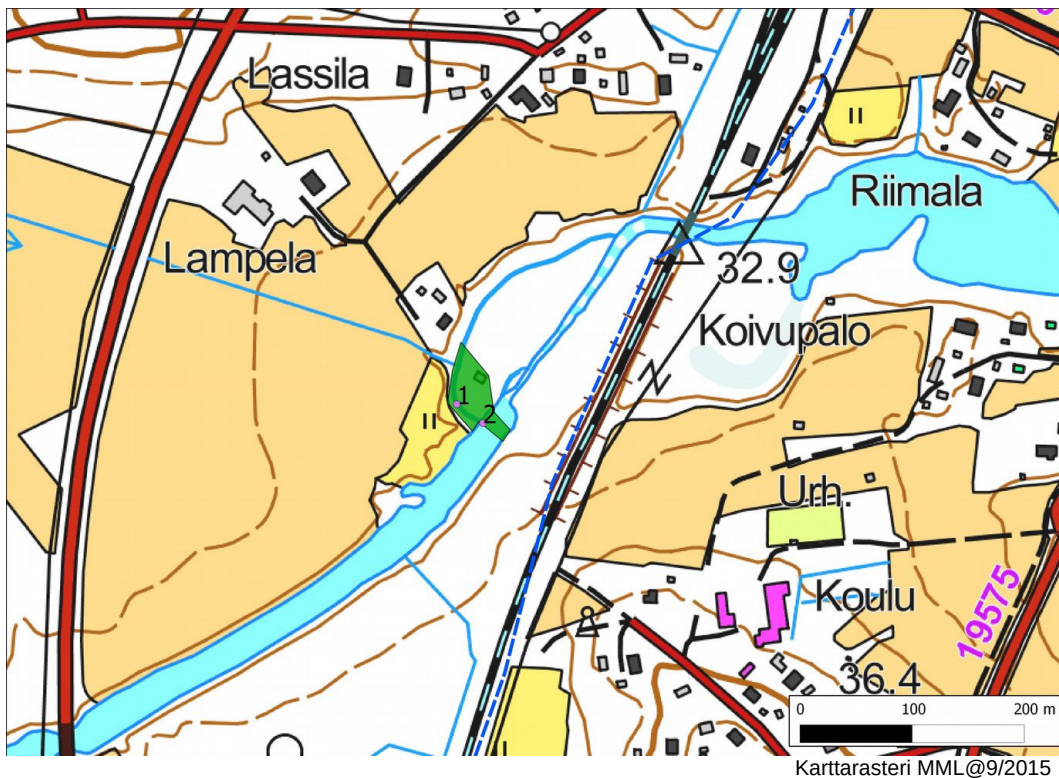 Lassila
II
Riimala
Lampela
32.9
Koivupalo
1
2
II
Urh.
Koulu
19575
36.4
0 100 200 m
Karttarasteri MML@9/2015